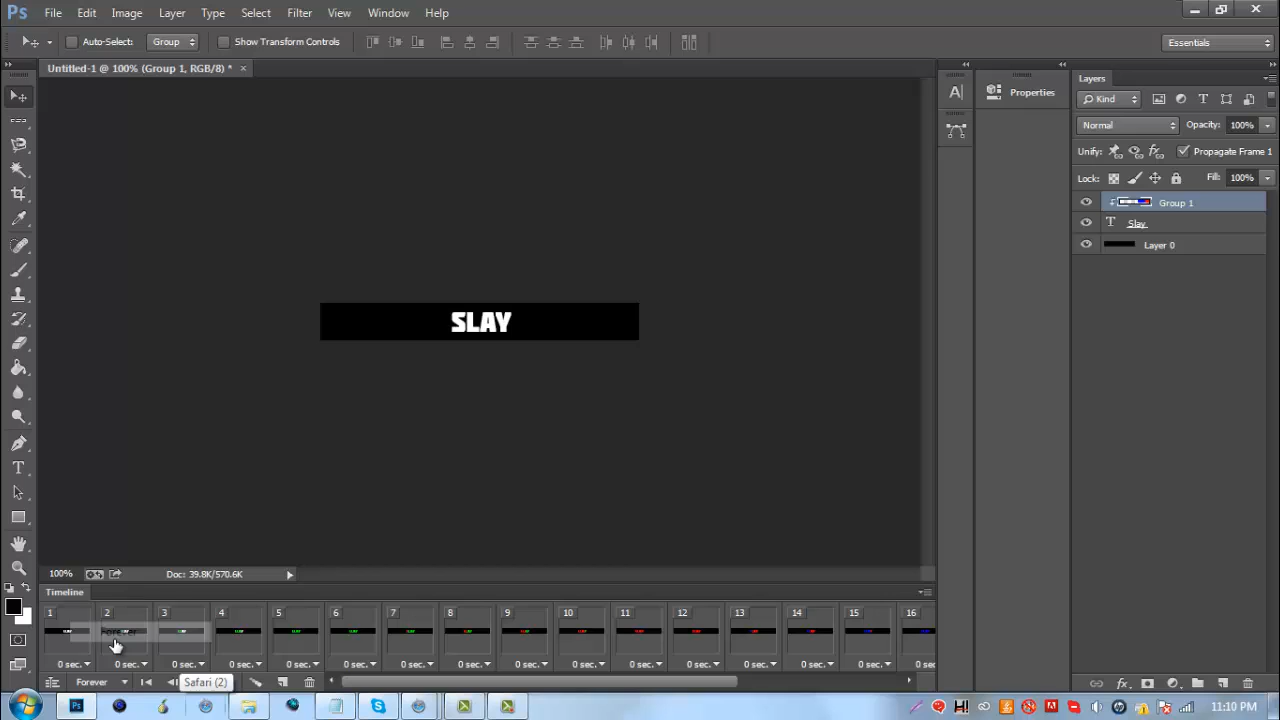 Ps File Edit Image Layer Type Select Filter View Window Help
Auto-Select: Group Show Transform Controls Essentials
Untitled-1 @ 100% (Group 1, RGB/8) * ×
Layers
Properties
Kind
Normal Opacity: 100%
Unify: Propagate Frame 1
Lock: Fill: 100%
Group 1
T Slay
Layer 0
SLAY
100% Doc: 39.8K/570.6K
Timeline
1 2 3 4 5 6 7 8 9 10 11 12 13 14 15 16
Forever
0 sec. 0 sec. 0 sec. 0 sec. 0 sec. 0 sec. 0 sec. 0 sec. 0 sec. 0 sec. 0 sec. 0 sec. 0 sec. 0 sec. 0 sec. 0 sec.
Forever Safari (2)
11:10 PM